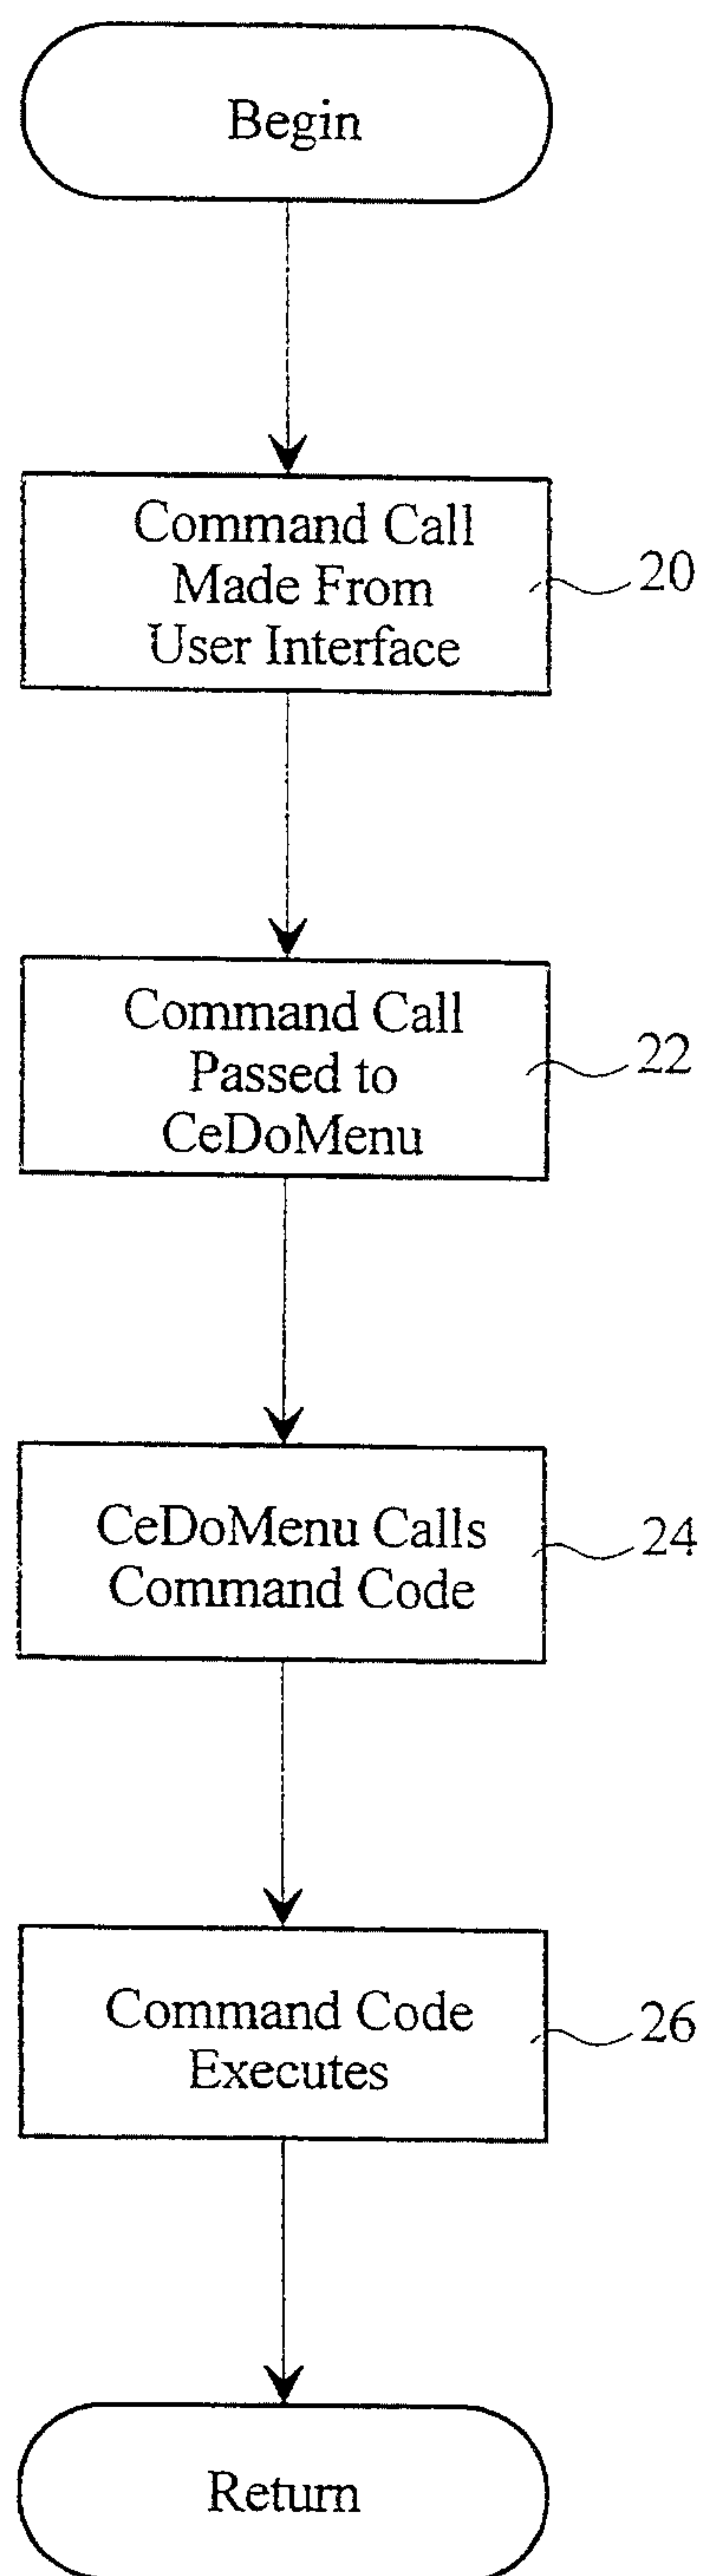 Begin
Command Call
Made From
User Interface
20
Command Call
Passed to
CeDoMenu
22
CeDoMenu Calls
Command Code
24
Command Code
Executes
26
Return